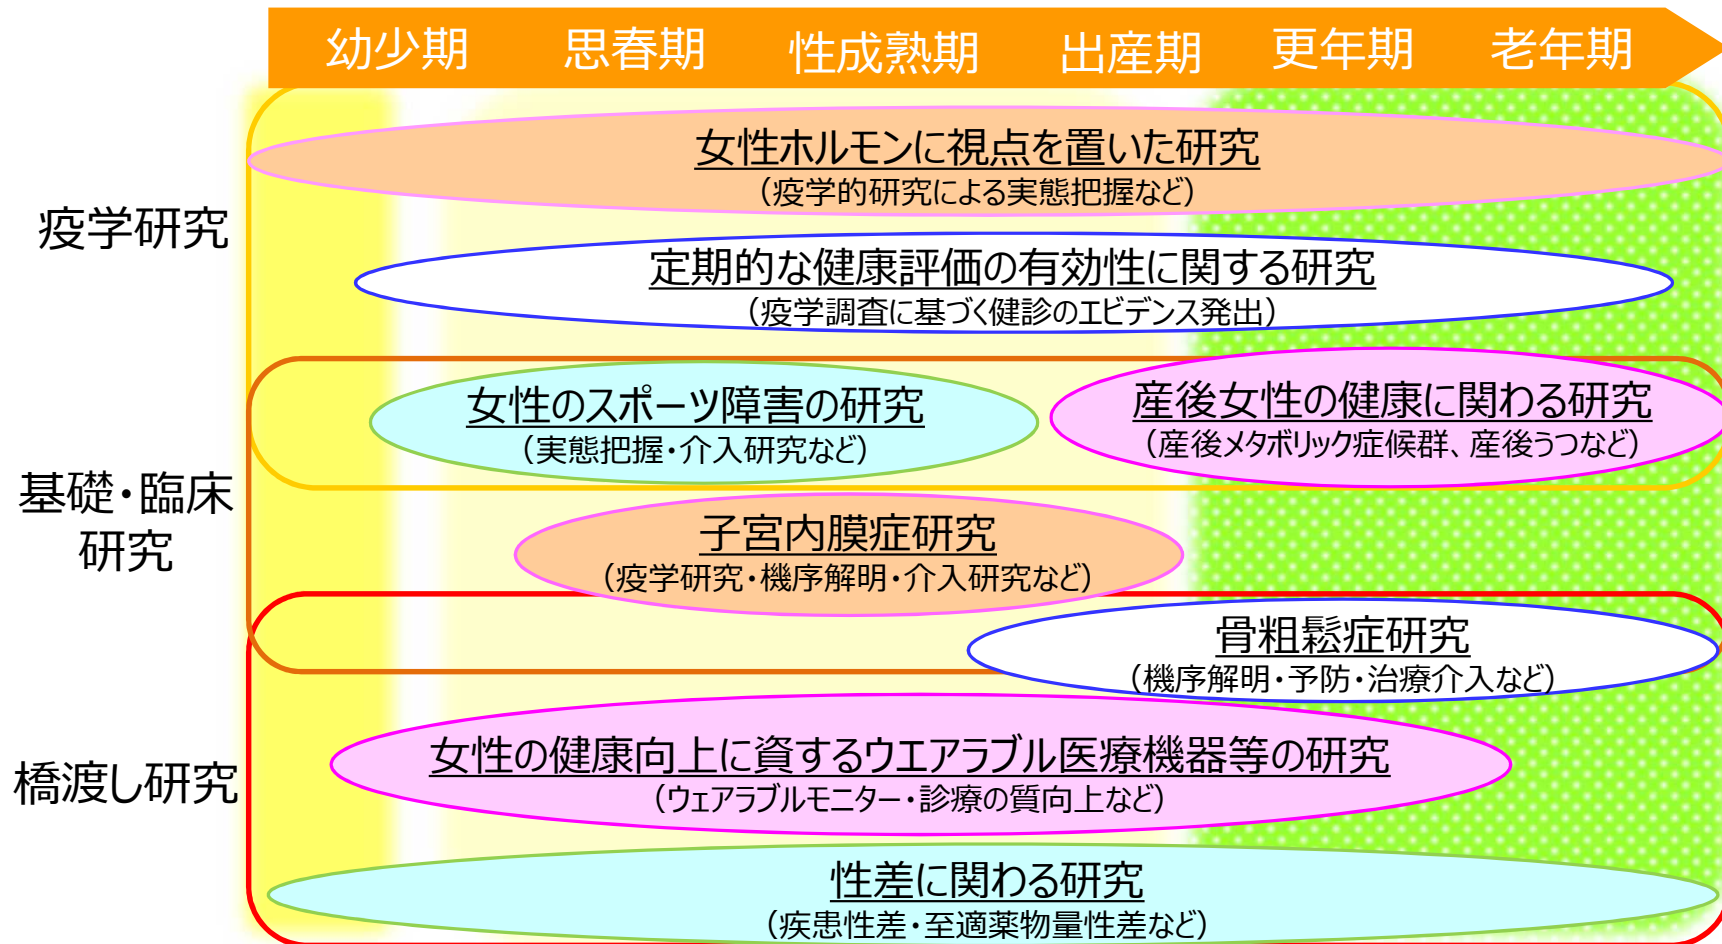 幼少期 思春期 性成熟期 出産期 更年期 老年期
疫学研究
女性ホルモンに視点を置いた研究
（疫学的研究による実態把握など）
定期的な健康評価の有効性に関する研究
（疫学調査に基づく健診のエビデンス発出）
基礎・臨床
研究
女性のスポーツ障害の研究
（実態把握・介入研究など）
産後女性の健康に関わる研究
（産後メタボリック症候群、産後うつなど）
子宮内膜症研究
（疫学研究・機序解明・介入研究など）
骨粗鬆症研究
（機序解明・予防・治療介入など）
橋渡し研究
女性の健康向上に資するウエアラブル医療機器等の研究
（ウェアラブルモニター・診療の質向上など）
性差に関わる研究
（疾患性差・至適薬物量性差など）